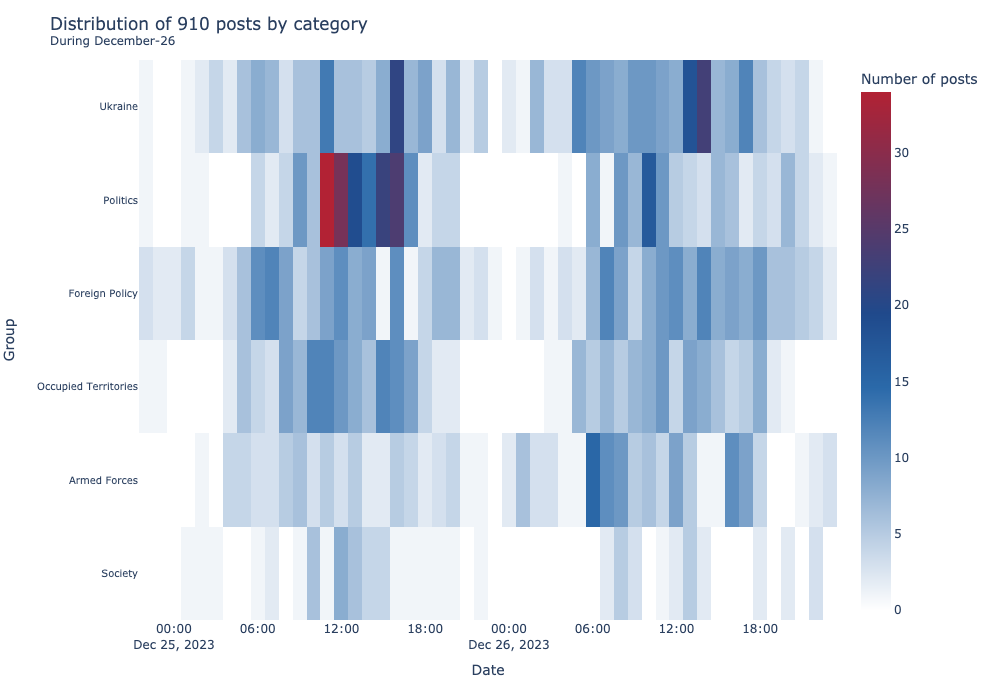 Distribution of 910 posts by category
During December-26
Number of posts
Ukraine
Politics
Foreign Policy
Occupied Territories
Armed Forces
Society
Group
30
25
20
15
10
5
0
00:00 06:00 12:00 18:00 00:00 06:00 12:00 18:00
Dec 25, 2023 Dec 26, 2023
Date